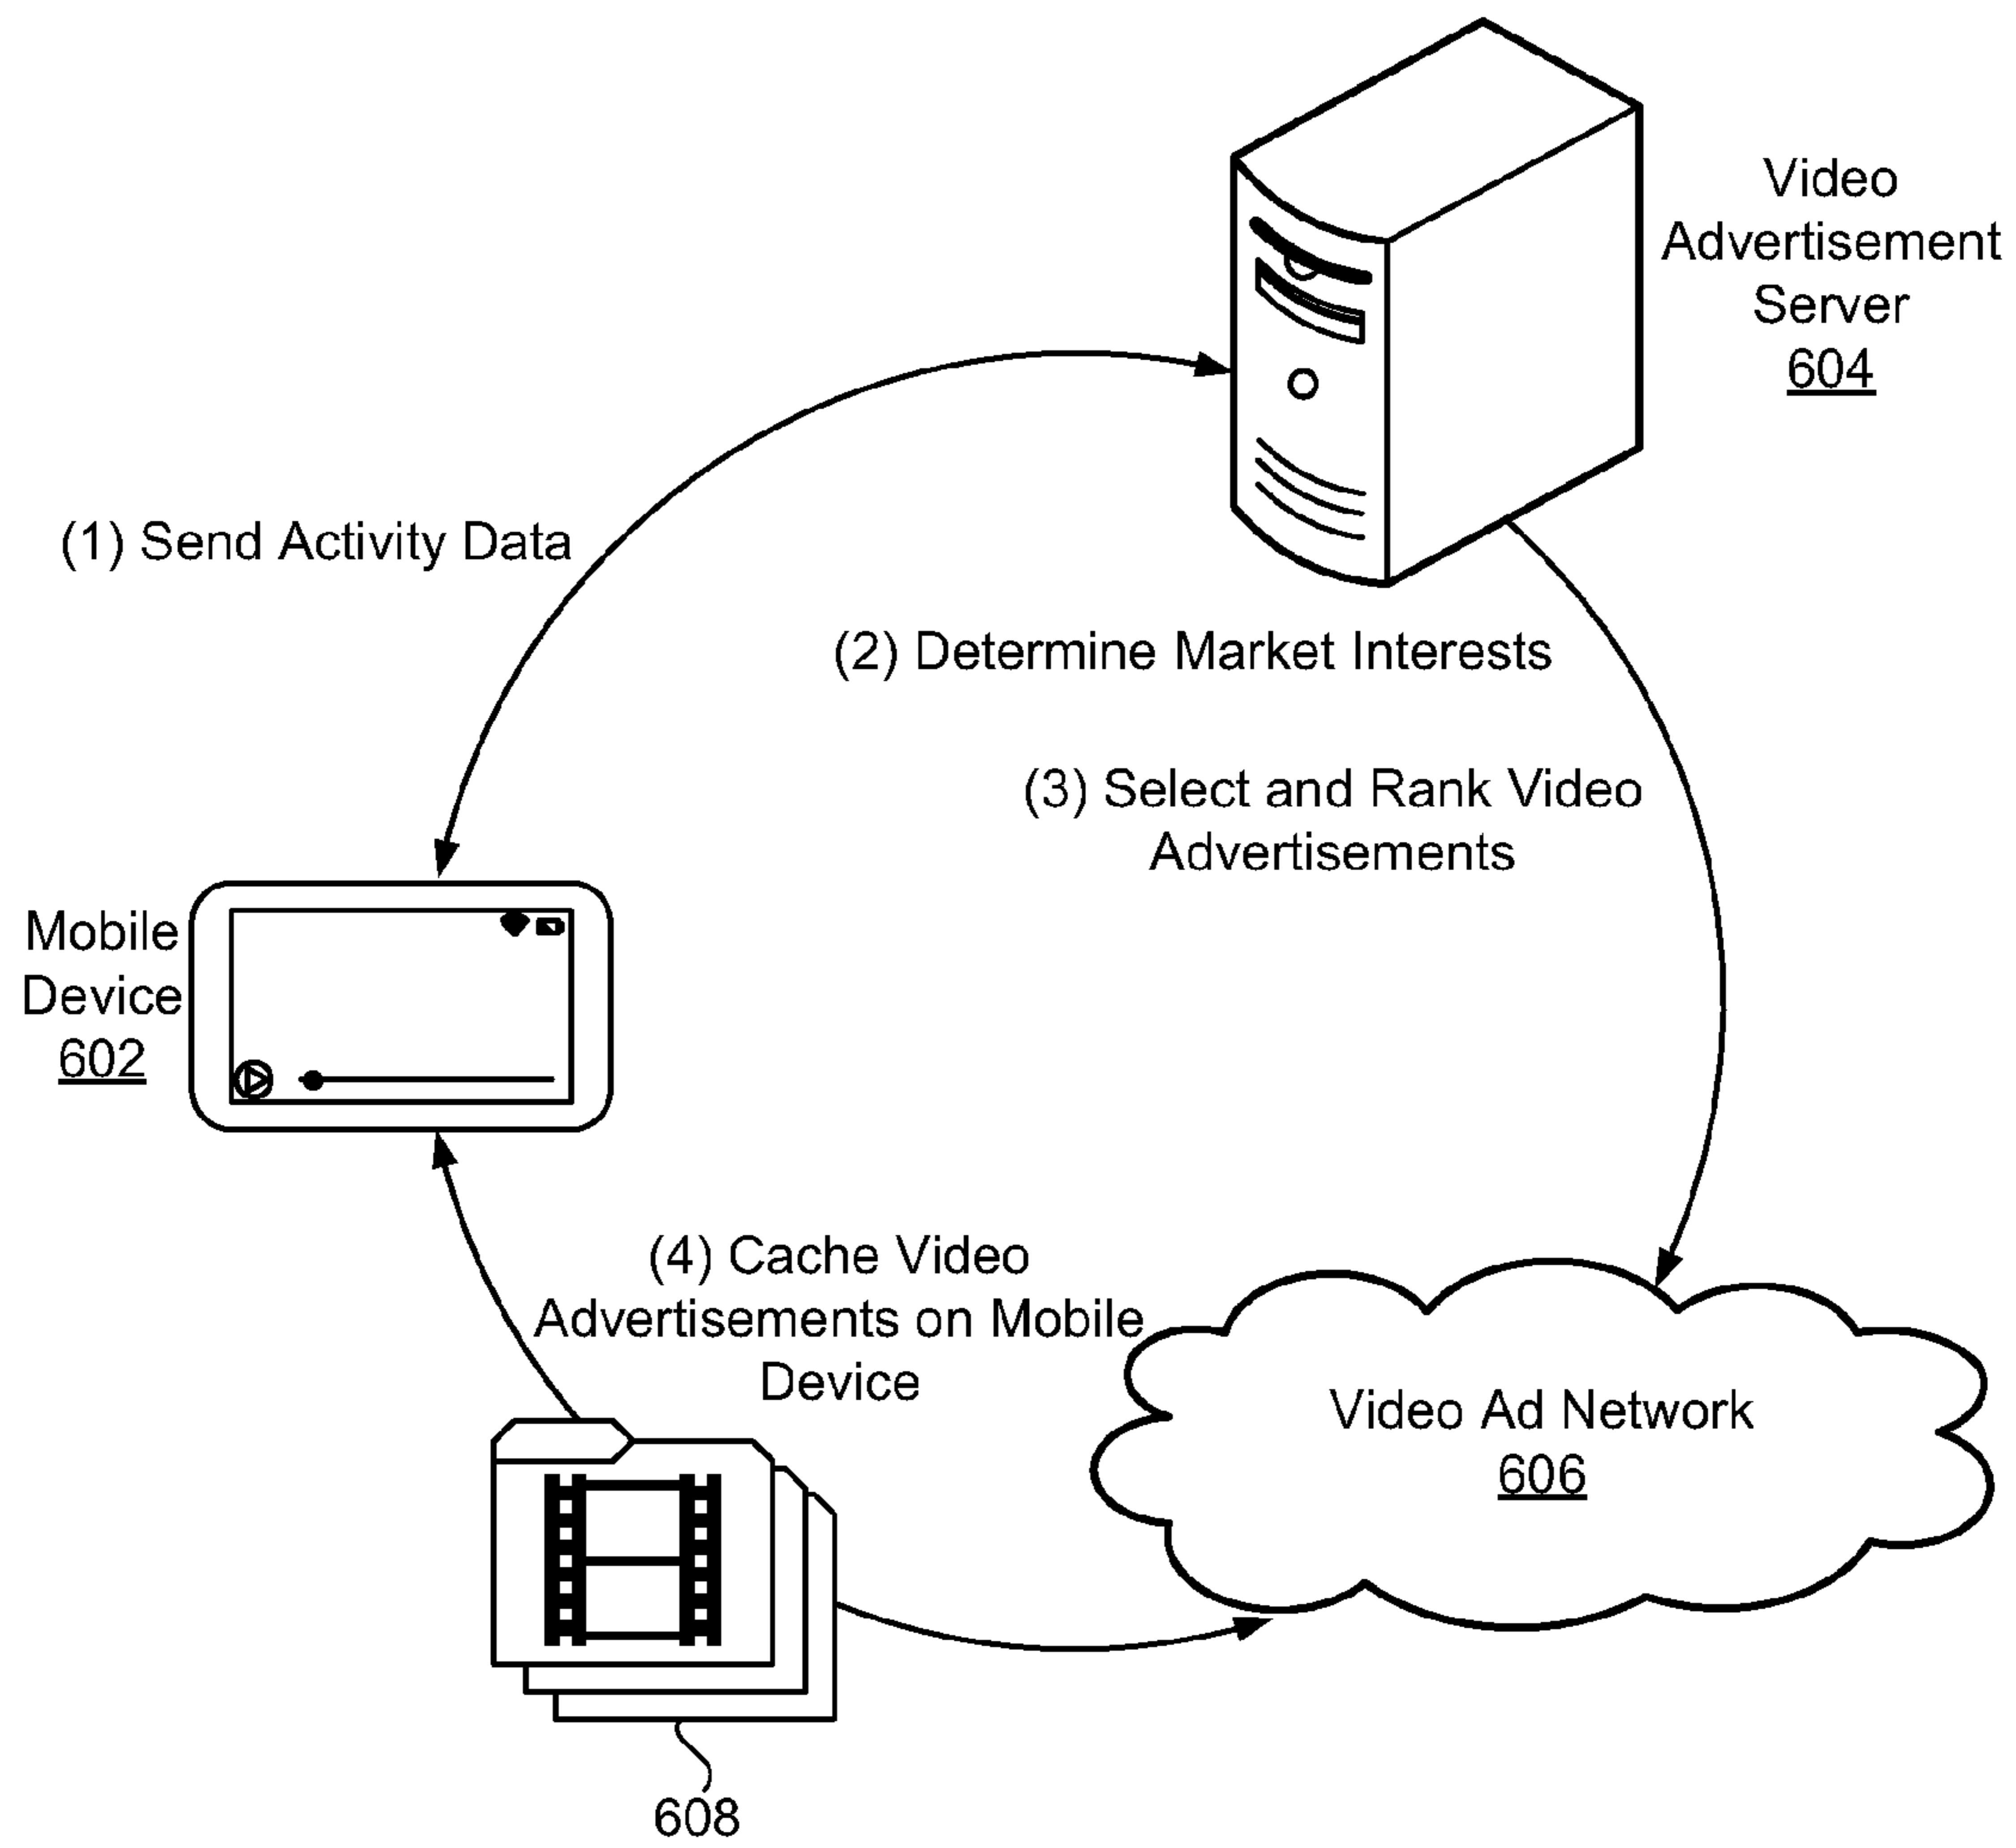 Video
Advertisement
Server
604
(1) Send Activity Data
(2) Determine Market Interests
(3) Select and Rank Video
Advertisements
Mobile
Device
602
(4) Cache Video
Advertisements on Mobile
Device
Video Ad Network
606
608